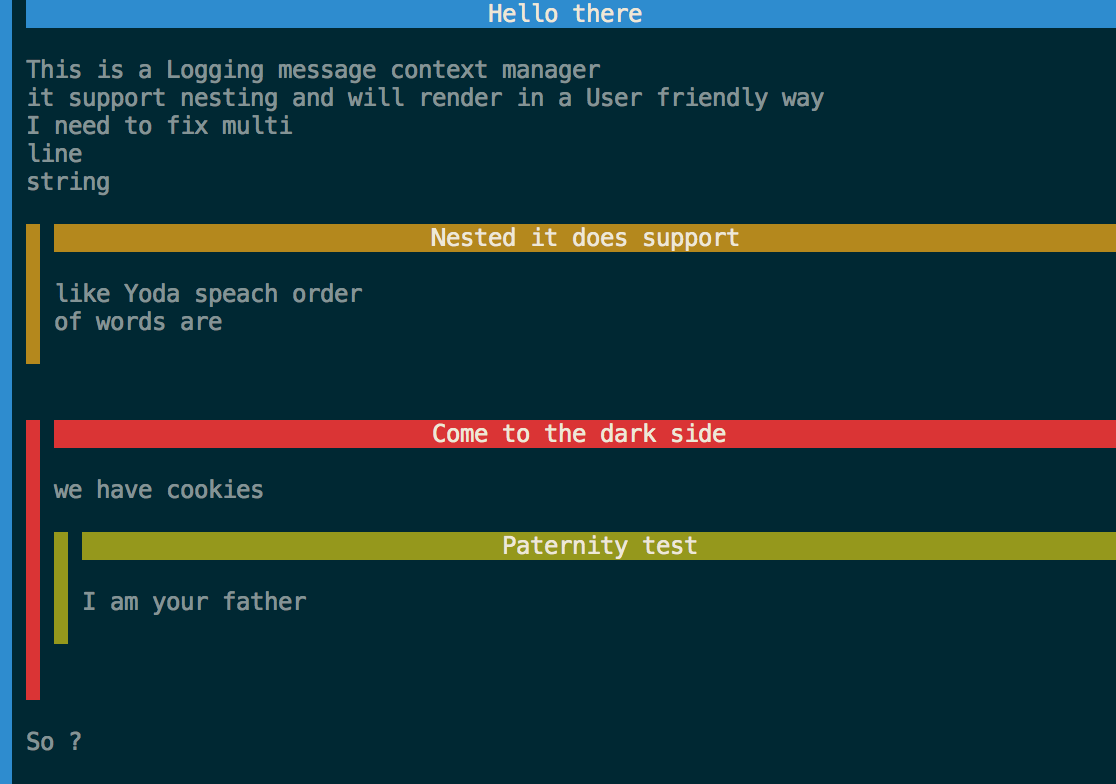 Hello there
This is a Logging message context manager
it support nesting and will render in a User friendly way
I need to fix multi
line
string
Nested it does support
like Yoda speach order
of words are
Come to the dark side
we have cookies
Paternity test
I am your father
So ?